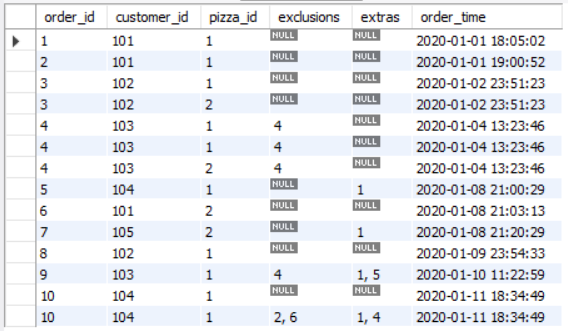 order_id customer_id pizza_id exclusions extras order_time
1 101 1 NULL NULL 2020-01-01 18:05:02
2 101 1 NULL NULL 2020-01-01 19:00:52
3 102 1 NULL NULL 2020-01-02 23:51:23
3 102 2 NULL NULL 2020-01-02 23:51:23
4 103 1 4 NULL 2020-01-04 13:23:46
4 103 1 4 NULL 2020-01-04 13:23:46
4 103 2 4 NULL 2020-01-04 13:23:46
5 104 1 NULL 1 2020-01-08 21:00:29
6 101 2 NULL NULL 2020-01-08 21:03:13
7 105 2 NULL 1 2020-01-08 21:20:29
8 102 1 NULL NULL 2020-01-09 23:54:33
9 103 1 4 1, 5 2020-01-10 11:22:59
10 104 1 NULL NULL 2020-01-11 18:34:49
10 104 1 2, 6 1, 4 2020-01-11 18:34:49